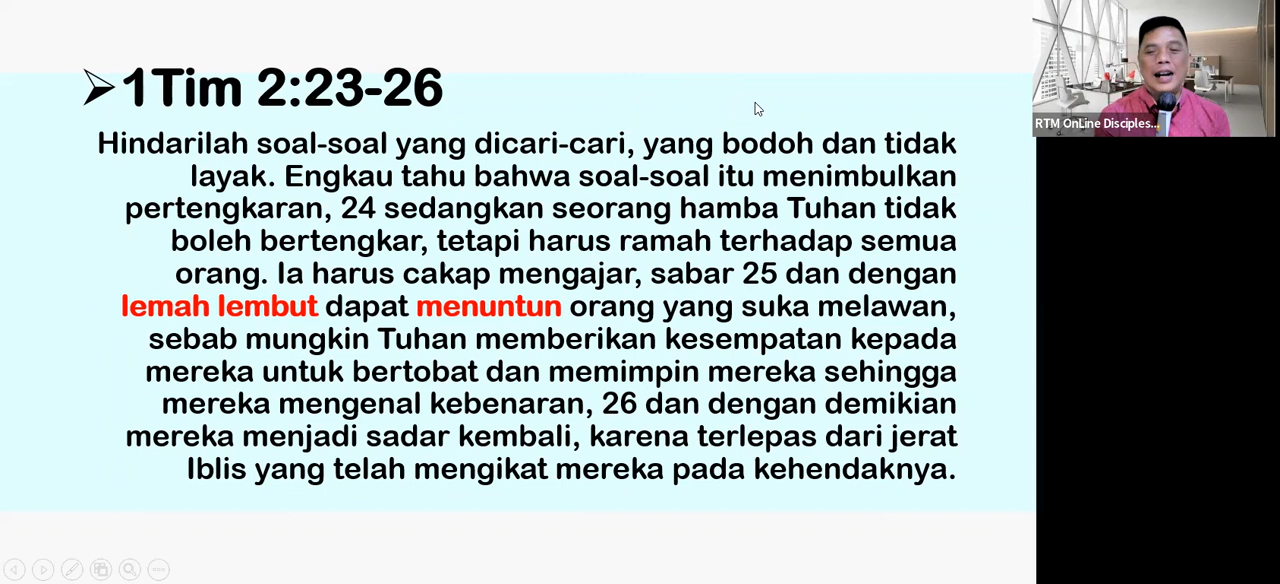 ➢1Tim 2:23-26
Hindarilah soal-soal yang dicari-cari, yang bodoh dan tidak
layak. Engkau tahu bahwa soal-soal itu menimbulkan
pertengkaran, 24 sedangkan seorang hamba Tuhan tidak
boleh bertengkar, tetapi harus ramah terhadap semua
orang. Ia harus cakap mengajar, sabar 25 dan dengan
lemah lembut dapat menuntun orang yang suka melawan,
sebab mungkin Tuhan memberikan kesempatan kepada
mereka untuk bertobat dan memimpin mereka sehingga
mereka mengenal kebenaran, 26 dan dengan demikian
mereka menjadi sadar kembali, karena terlepas dari jerat
Iblis yang telah mengikat mereka pada kehendaknya.
RTM OnLine Disciples...